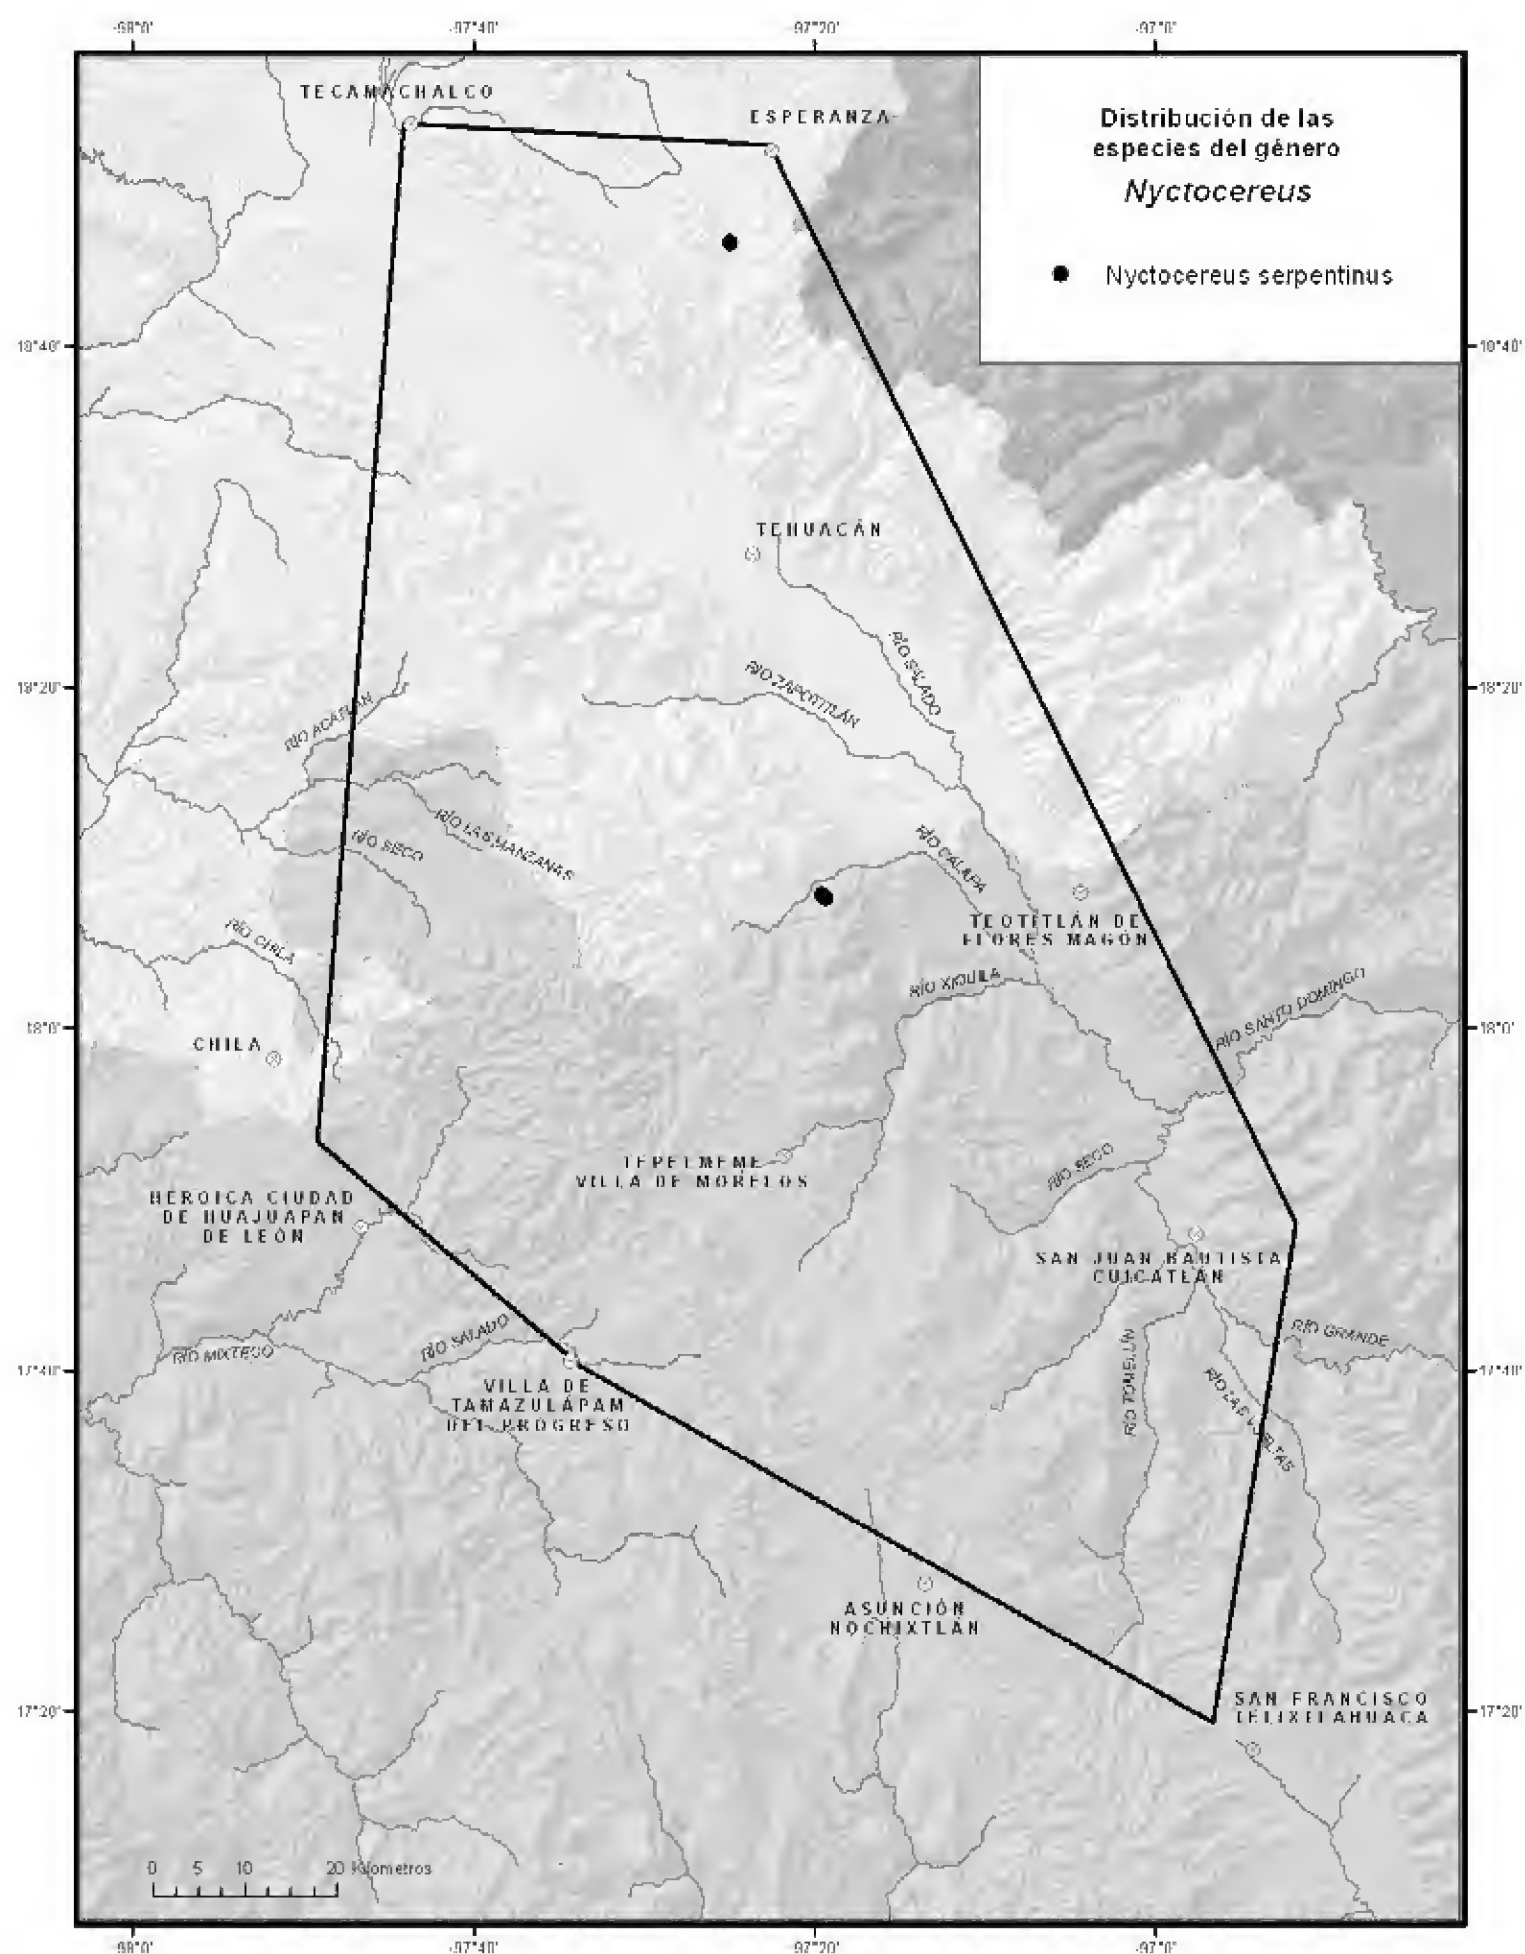 -98°0'
-97°40'
-97°20'
-97°0'
TECAMACHALCO
ESPERANZA
Distribución de las
especies del género
Nyctocereus
Nyctocereus serpentinus
18°40'
18°40'
TEHUACÁN
RÍO SALADO
RÍO ZAPOTITLÁN
18°20'
18°20'
RÍO ACATLÁN
RÍO LAS MANZANAS
RÍO SECO
RÍO CALAPA
TEOTITLÁN DE
FLORES MAGÓN
RÍO CHILA
RÍO XIQUILA
RÍO SANTO DOMINGO
18°0'
18°0'
CHILA
TEPELMEME
VILLA DE MORELOS
RÍO SECO
HEROICA CIUDAD
DE HUAJUAPAN
DE LEÓN
SAN JUAN BAUTISTA
CUICATLÁN
RÍO GRANDE
RÍO SALADO
RÍO MIXTECO
17°40'
17°40'
RÍO TOMELLÍN
RÍO LAS VUELTAS
VILLA DE
TAMAZULÁPAM
DEL PROGRESO
ASUNCIÓN
NOCHIXTLÁN
17°20'
17°20'
SAN FRANCISCO
TELIXTLAHUACA
0 5 10 20 Kilometros
-98°0'
-97°40'
-97°20'
-97°0'